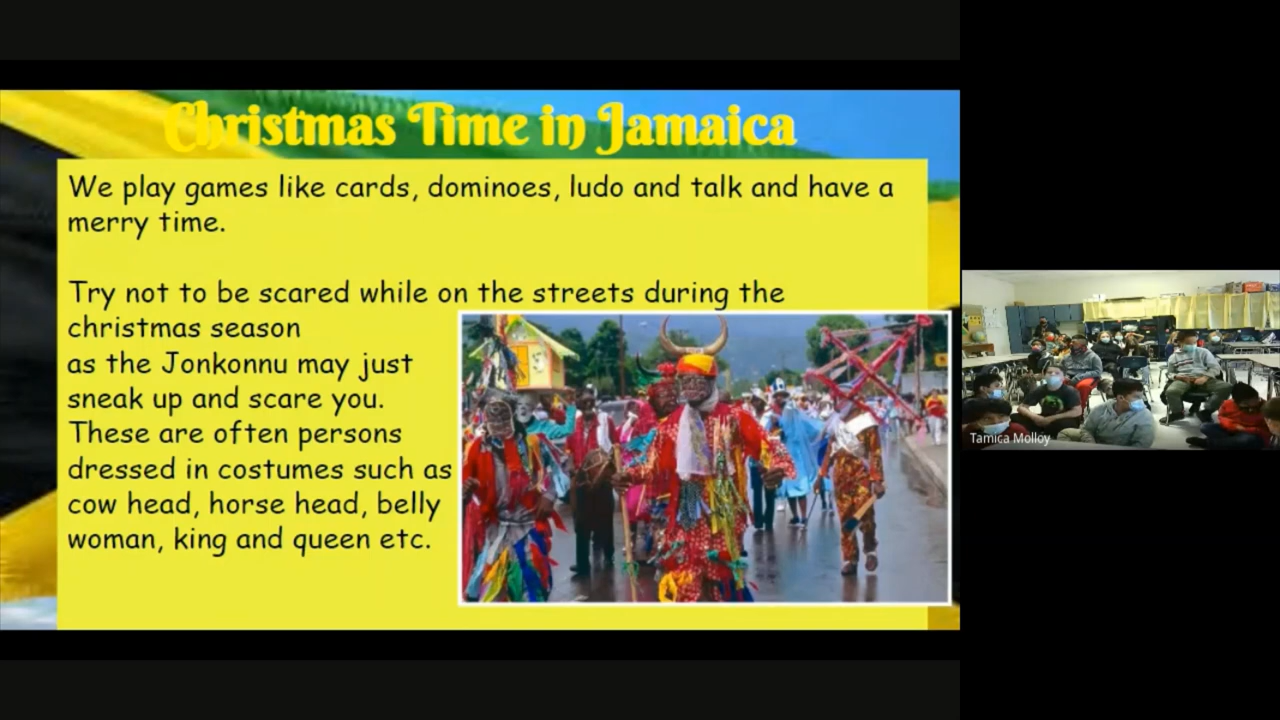 Christmas Time in Jamaica
We play games like cards, dominoes, ludo and talk and have a
merry time.
Try not to be scared while on the streets during the
christmas season
as the Jonkonnu may just
sneak up and scare you.
These are often persons
dressed in costumes such as
cow head, horse head, belly
woman, king and queen etc.
Tamica Molloy